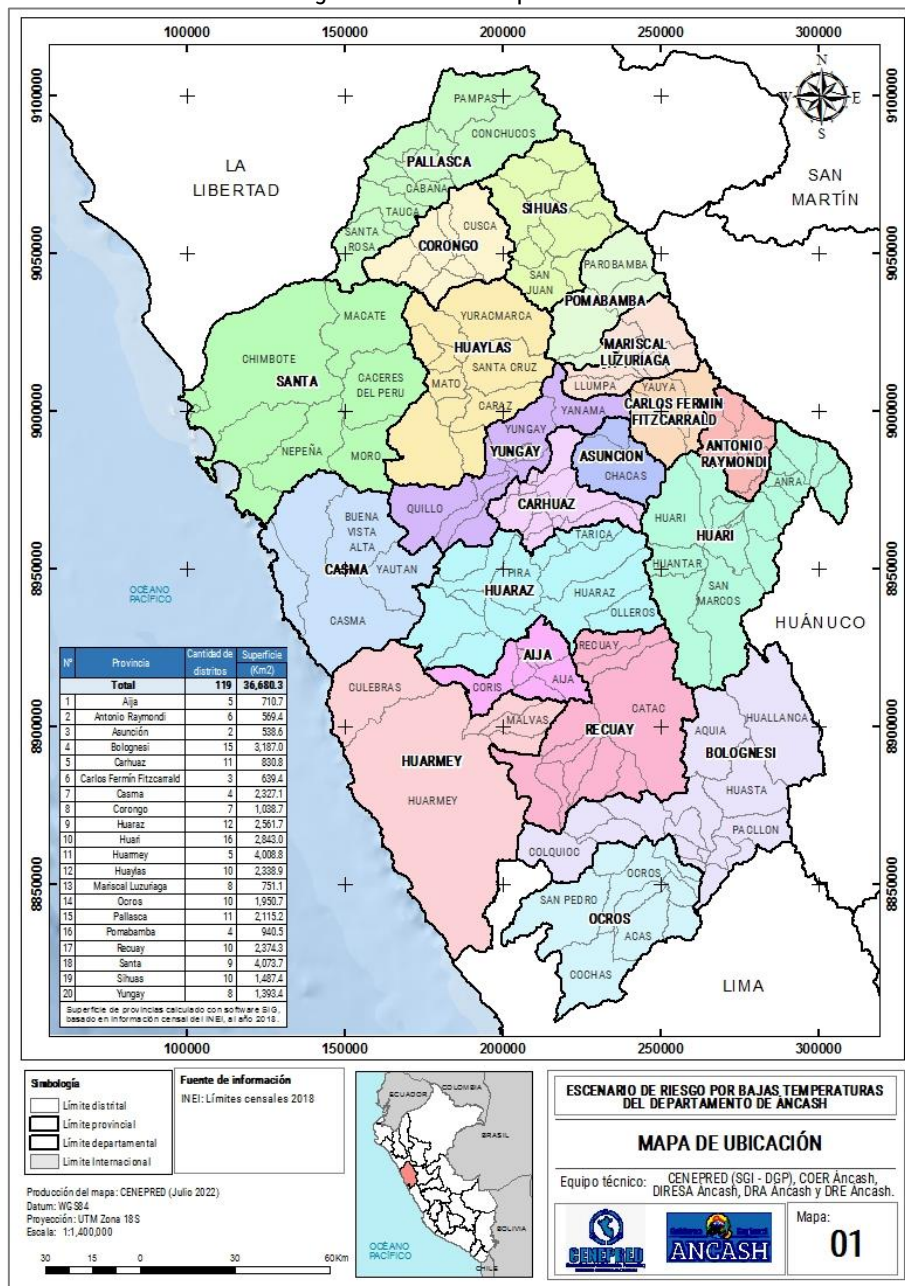 100000 150000 200000 250000 300000
9100000
9050000
9000000
8950000
8900000
8850000
N
W E
S
LA
LIBERTAD
SAN
MARTÍN
HUÁNUCO
LIMA
OCÉANO
PACÍFICO
PAMPAS
CONCHUCOS
PALLASCA
CABANA
TAUCA
SANTA
ROSA
CUSCA
CORONGO
SIHUAS
SAN
JUAN
PAROBAMBA
POMABAMBA
MACATE
YURACMARCA
MARISCAL
LUZURIAGA
CHIMBOTE
HUAYLAS
SANTA
SANTA CRUZ
CACERES
DEL PERU
MATO
LLUMPA
YAUYA
CARLOS FERMIN
FITZCARRALD
CARAZ
YANAMA
YUNGAY
YUNGAY
ANTONIO
RAYMONDI
NEPEÑA
MORO
ASUNCION
CHACAS
ANRA
QUILLO
CARHUAZ
BUENA
VISTA
ALTA
HUARI
HUARI
TARICA
YAUTAN
CASMA
PIRA
HUARAZ
HUARAZ
HUANTAR
SAN
MARCOS
OLLEROS
CASMA
AIJA
RECUAY
CULEBRAS
CORIS
AIJA
CATAC
MALVAS
RECUAY
HUALLANCA
AQUIA
BOLOGNESI
HUARMEY
HUARMEY
HUASTA
PACLLON
COLQUIOC
OCROS
SAN PEDRO
OCROS
ACAS
COCHAS
N° Provincia Cantidad de distritos Superficie (Km2)
Total 119 36,680.3
1 Aija 5 710.7
2 Antonio Raymondi 6 569.4
3 Asunción 2 538.6
4 Bolognesi 15 3,187.0
5 Carhuaz 11 830.8
6 Carlos Fermín Fitzcarrald 3 639.4
7 Casma 4 2,327.1
8 Corongo 7 1,038.7
9 Huaraz 12 2,561.7
10 Huari 16 2,843.0
11 Huarmey 5 4,008.8
12 Huaylas 10 2,338.9
13 Mariscal Luzuriaga 8 751.1
14 Ocros 10 1,950.7
15 Pallasca 11 2,115.2
16 Pomabamba 4 940.5
17 Recuay 10 2,374.3
18 Santa 9 4,073.7
19 Sihuas 10 1,487.4
20 Yungay 8 1,393.4
Superficie de provincias calculado con software SIG,
basado en información censal del INEI, al año 2018.
100000 150000 200000 250000 300000
Simbología
Límite distrital
Límite provincial
Límite departamental
Límite Internacional
Fuente de información
INEI: Límites censales 2018
Producción del mapa: CENEPRED (Julio 2022)
Datum: WGS84
Proyección: UTM Zona 18S
Escala: 1:1,400,000
30 15 0 30 60Km
ECUADOR
COLOMBIA
BRASIL
BOLIVIA
CHILE
OCÉANO
PACÍFICO
ESCENARIO DE RIESGO POR BAJAS TEMPERATURAS
DEL DEPARTAMENTO DE ÁNCASH
MAPA DE UBICACIÓN
Equipo técnico: CENEPRED (SGI - DGP), COER Áncash,
DIRESA Áncash, DRA Áncash y DRE Áncash.
CENEPRED
ANCASH
Mapa:
01